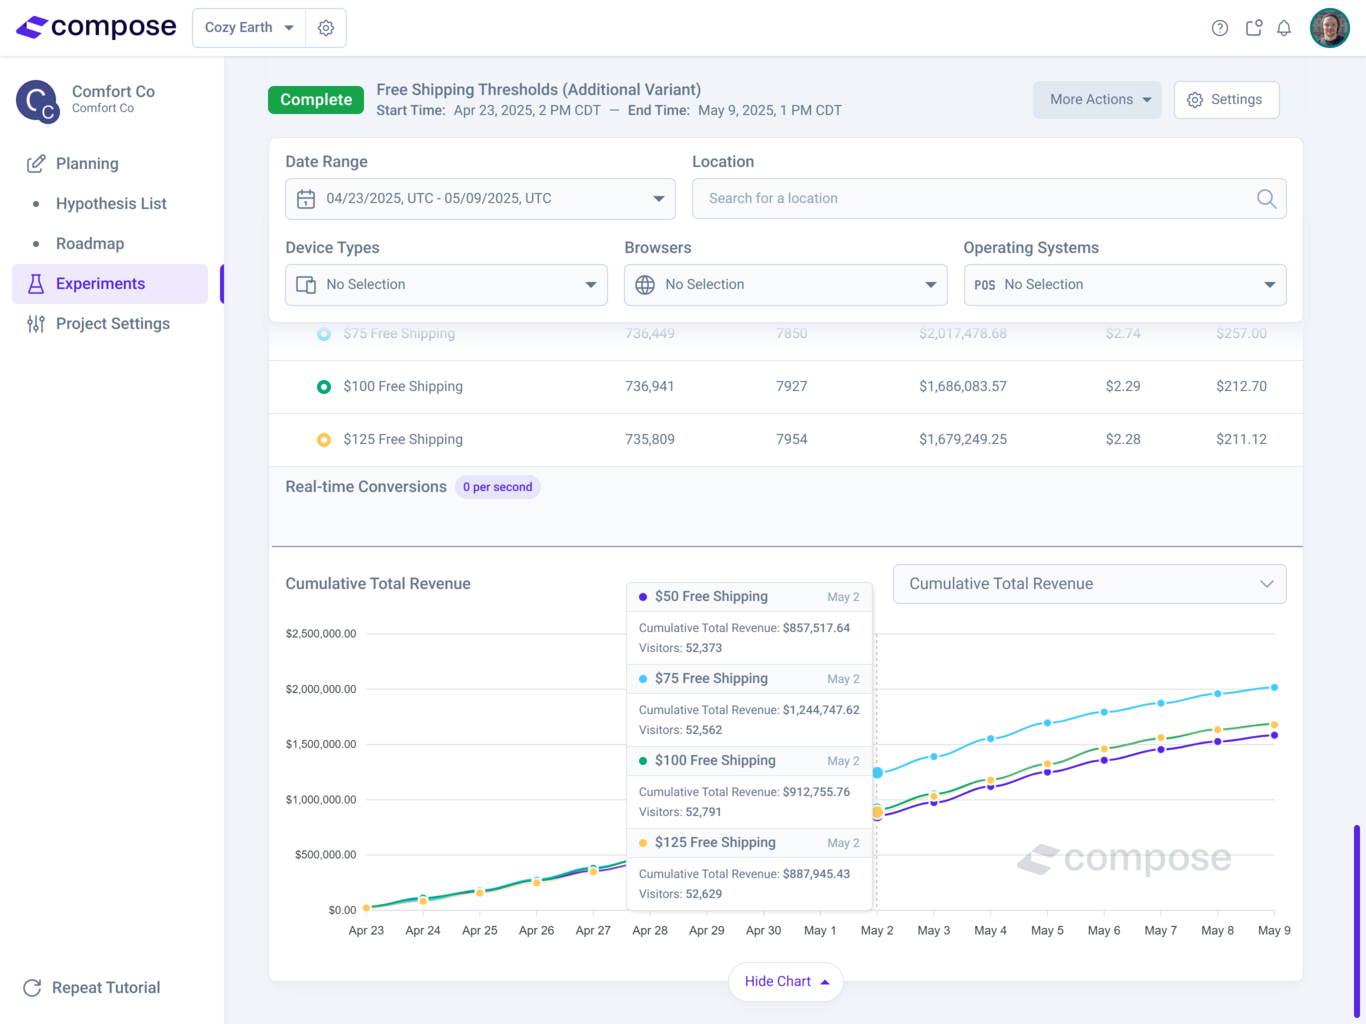 compose
Cozy Earth
Comfort Co
Comfort Co
Planning
Hypothesis List
Roadmap
Experiments
Project Settings
Repeat Tutorial
Complete
Free Shipping Thresholds (Additional Variant)
Start Time: Apr 23, 2025, 2 PM CDT — End Time: May 9, 2025, 1 PM CDT
More Actions
Settings
Date Range
04/23/2025, UTC - 05/09/2025, UTC
Location
Search for a location
Device Types
No Selection
Browsers
No Selection
Operating Systems
POS No Selection
$75 Free Shipping 736,449 7850 $2,017,478.68 $2.74 $257.00
$100 Free Shipping 736,941 7927 $1,686,083.57 $2.29 $212.70
$125 Free Shipping 735,809 7954 $1,679,249.25 $2.28 $211.12
Real-time Conversions 0 per second
Cumulative Total Revenue
Cumulative Total Revenue
$2,500,000.00
$2,000,000.00
$1,500,000.00
$1,000,000.00
$500,000.00
$0.00
$50 Free Shipping May 2
Cumulative Total Revenue: $857,517.64
Visitors: 52,373
$75 Free Shipping May 2
Cumulative Total Revenue: $1,244,747.62
Visitors: 52,562
$100 Free Shipping May 2
Cumulative Total Revenue: $912,755.76
Visitors: 52,791
$125 Free Shipping May 2
Cumulative Total Revenue: $887,945.43
Visitors: 52,629
compose
Apr 23 Apr 24 Apr 25 Apr 26 Apr 27 Apr 28 Apr 29 Apr 30 May 1 May 2 May 3 May 4 May 5 May 6 May 7 May 8 May 9
Hide Chart